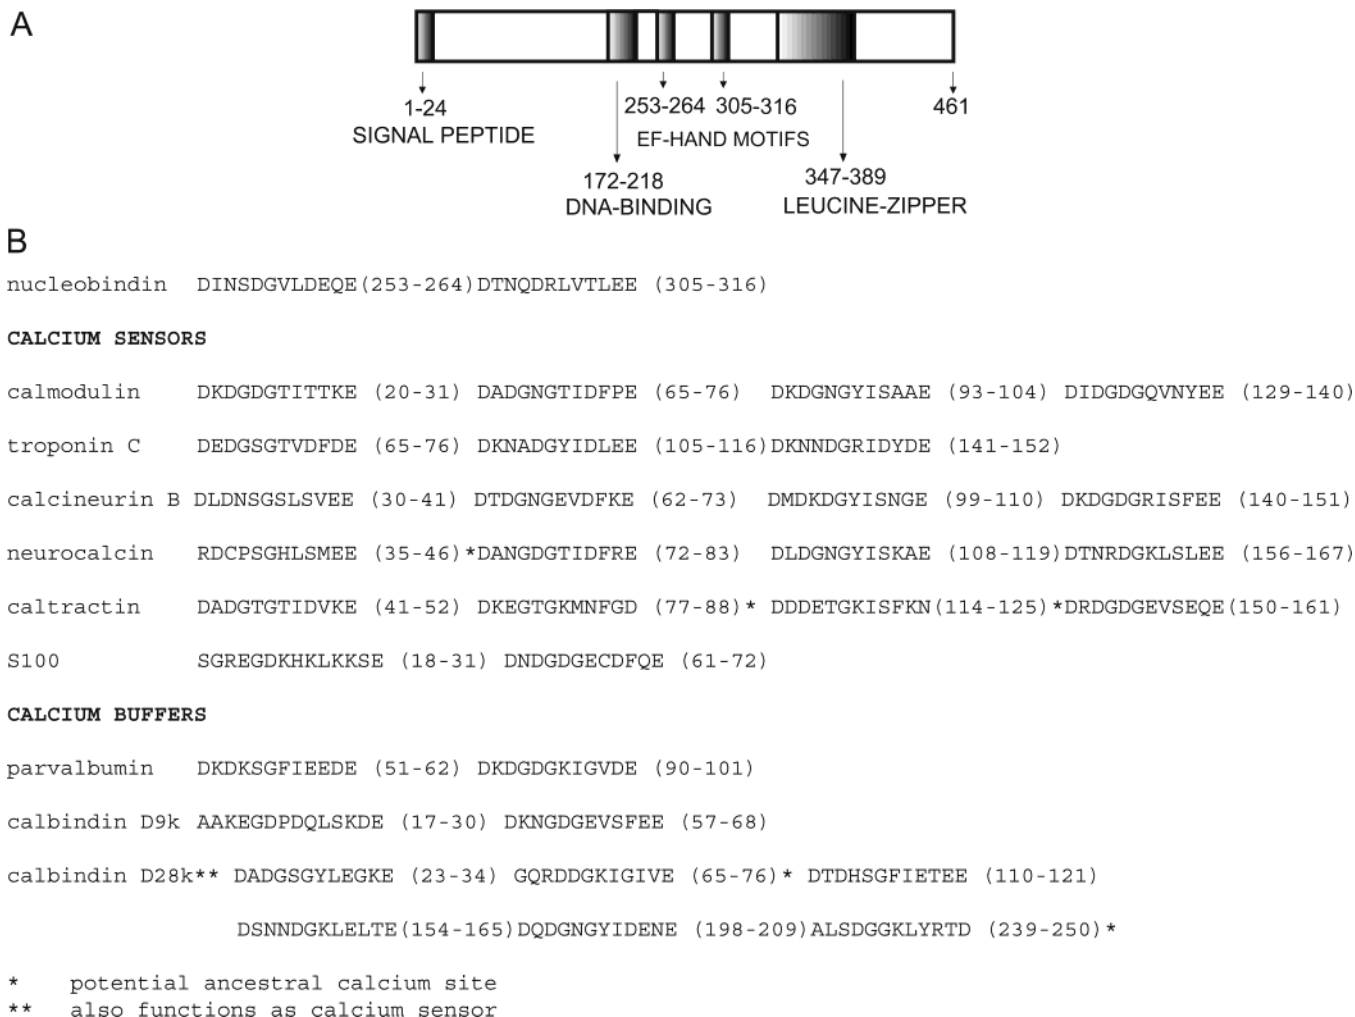 A
1-24
SIGNAL PEPTIDE
253-264 305-316
EF-HAND MOTIFS
461
172-218
DNA-BINDING
347-389
LEUCINE-ZIPPER
B
nucleobindin DINSDGVLDEQE(253-264)DTNQDRLVTLEE (305-316)
CALCIUM SENSORS
calmodulin DKDGDGTITTKE (20-31) DADGNGTIDFPE (65-76) DKDGNGYISAAE (93-104) DIDGDGQVNYEE (129-140)
troponin C DEDGSGTVDFDE (65-76) DKNADGYIDLEE (105-116)DKNNDGRIDYDE (141-152)
calcineurin B DLDNSGSLSVEE (30-41) DTDGNGEVDFKE (62-73) DMDKDGYISNGE (99-110) DKDGDGRISFEE (140-151)
neurocalcin RDCPSGHLSMEE (35-46)*DANGDGTIDFRE (72-83) DLDGNGYISKAE (108-119)DTNRDGKLSLEE (156-167)
caltractin DADGTGTIDVKE (41-52) DKEGTGKMNFGD (77-88)* DDDETGKISFKN(114-125)*DRDGDGEVSEQE(150-161)
S100 SGREGDKHKLKKSE (18-31) DNDGDGECDFQE (61-72)
CALCIUM BUFFERS
parvalbumin DKDKSGFIEEDE (51-62) DKDGDGKIGVDE (90-101)
calbindin D9k AAKEGDPDQLSKDE (17-30) DKNGDGEVSFEE (57-68)
calbindin D28k** DADGSGYLEGKE (23-34) GQRDDGKIGIVE (65-76)* DTDHSGFIETEE (110-121)
DSNNDGKLELTE(154-165)DQDGNGYIDENE (198-209)ALSDGGKLYRTD (239-250)*
* potential ancestral calcium site
** also functions as calcium sensor